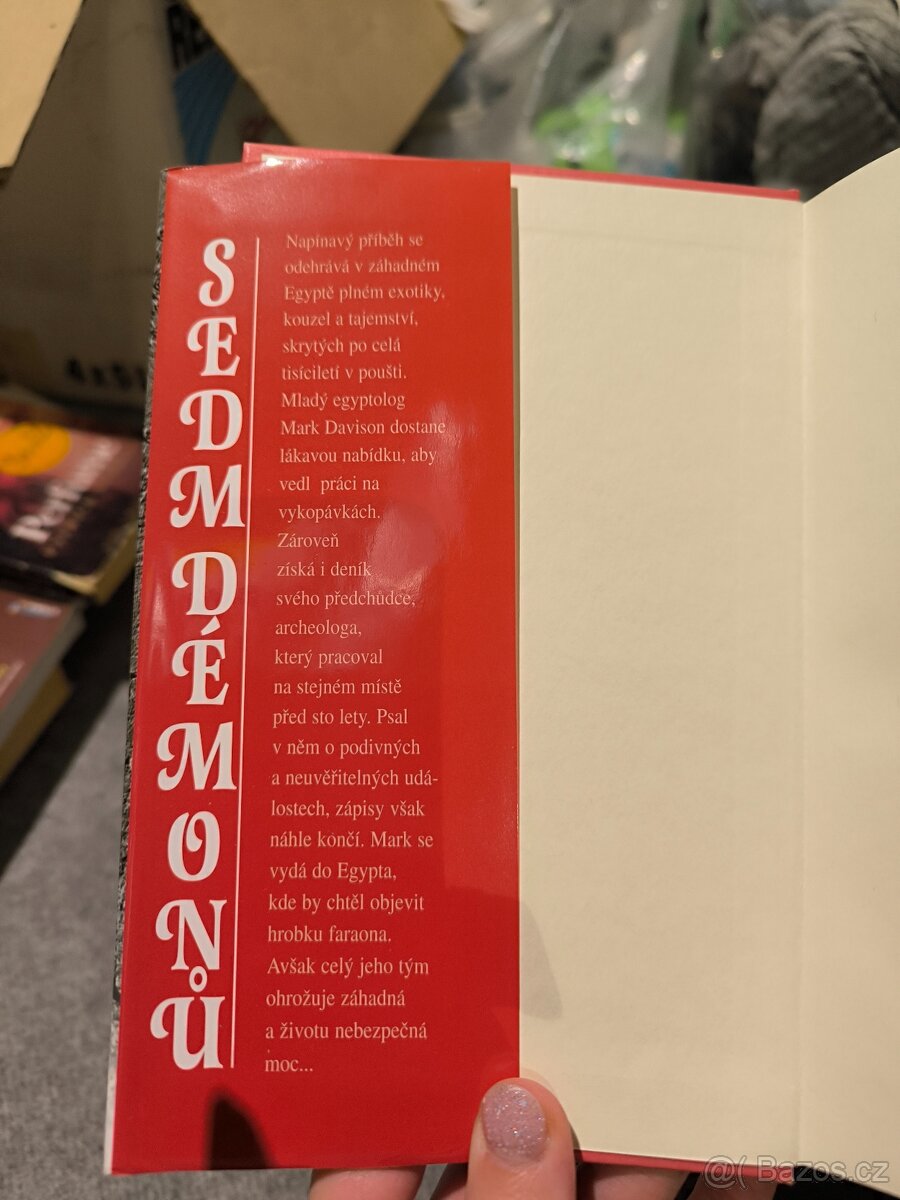 SEDM DÉMONŮ
Napínavý příběh se
odehrává v záhadném
Egyptě plném exotiky,
kouzel a tajemství,
skrytých po celá
tisíciletí v poušti.
Mladý egyptolog
Mark Davison dostane
lákavou nabídku, aby
vedl práci na
vykopávkách.
Zároveň
získá i deník
svého předchůdce,
archeologa,
který pracoval
na stejném místě
před sto lety. Psal
v něm o podivných
a neuvěřitelných udá-
lostech, zápisy však
náhle končí. Mark se
vydá do Egypta,
kde by chtěl objevit
hrobku faraona.
Avšak celý jeho tým
ohrožuje záhadná
a životu nebezpečná
moc...
@( Bazos.cz